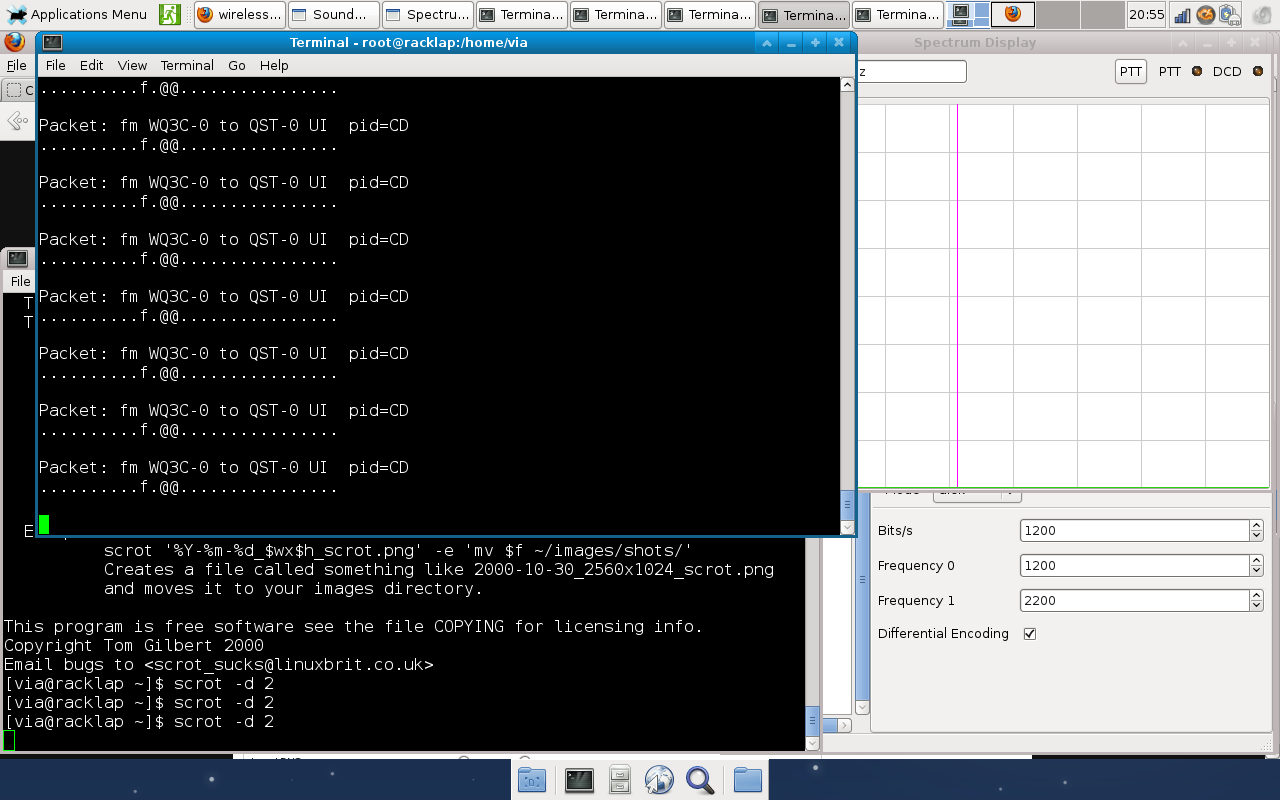 Applications Menu
wireless...
Sound...
Spectru...
Termina...
Termina...
Termina...
Termina...
Termina...
20:55
Terminal - root@racklap:/home/via
Spectrum Display
File
File Edit View Terminal Go Help
z
PTT PTT DCD
C
..........f.@@................
Packet: fm WQ3C-0 to QST-0 UI  pid=CD
..........f.@@................
Packet: fm WQ3C-0 to QST-0 UI  pid=CD
..........f.@@................
Packet: fm WQ3C-0 to QST-0 UI  pid=CD
..........f.@@................
Packet: fm WQ3C-0 to QST-0 UI  pid=CD
..........f.@@................
Packet: fm WQ3C-0 to QST-0 UI  pid=CD
..........f.@@................
Packet: fm WQ3C-0 to QST-0 UI  pid=CD
..........f.@@................
Packet: fm WQ3C-0 to QST-0 UI  pid=CD
..........f.@@................
File
T
T
E
scrot '%Y-%m-%d_$wx$h_scrot.png' -e 'mv $f ~/images/shots/'
Creates a file called something like 2000-10-30_2560x1024_scrot.png
and moves it to your images directory.
This program is free software see the file COPYING for licensing info.
Copyright Tom Gilbert 2000
Email bugs to <scrot_sucks@linuxbrit.co.uk>
[via@racklap ~]$ scrot -d 2
[via@racklap ~]$ scrot -d 2
[via@racklap ~]$ scrot -d 2
Bits/s 1200
Frequency 0 1200
Frequency 1 2200
Differential Encoding